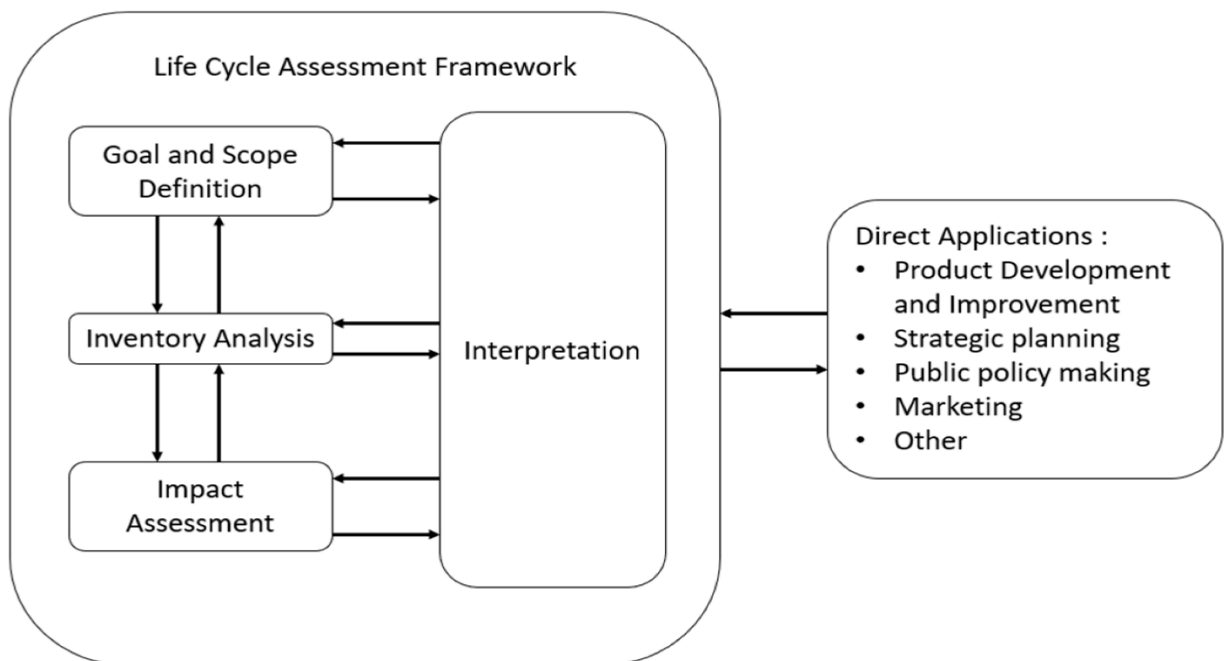 Life Cycle Assessment Framework
Goal and Scope
Definition
Inventory Analysis
Impact
Assessment
Interpretation
Direct Applications :
• Product Development
and Improvement
• Strategic planning
• Public policy making
• Marketing
• Other